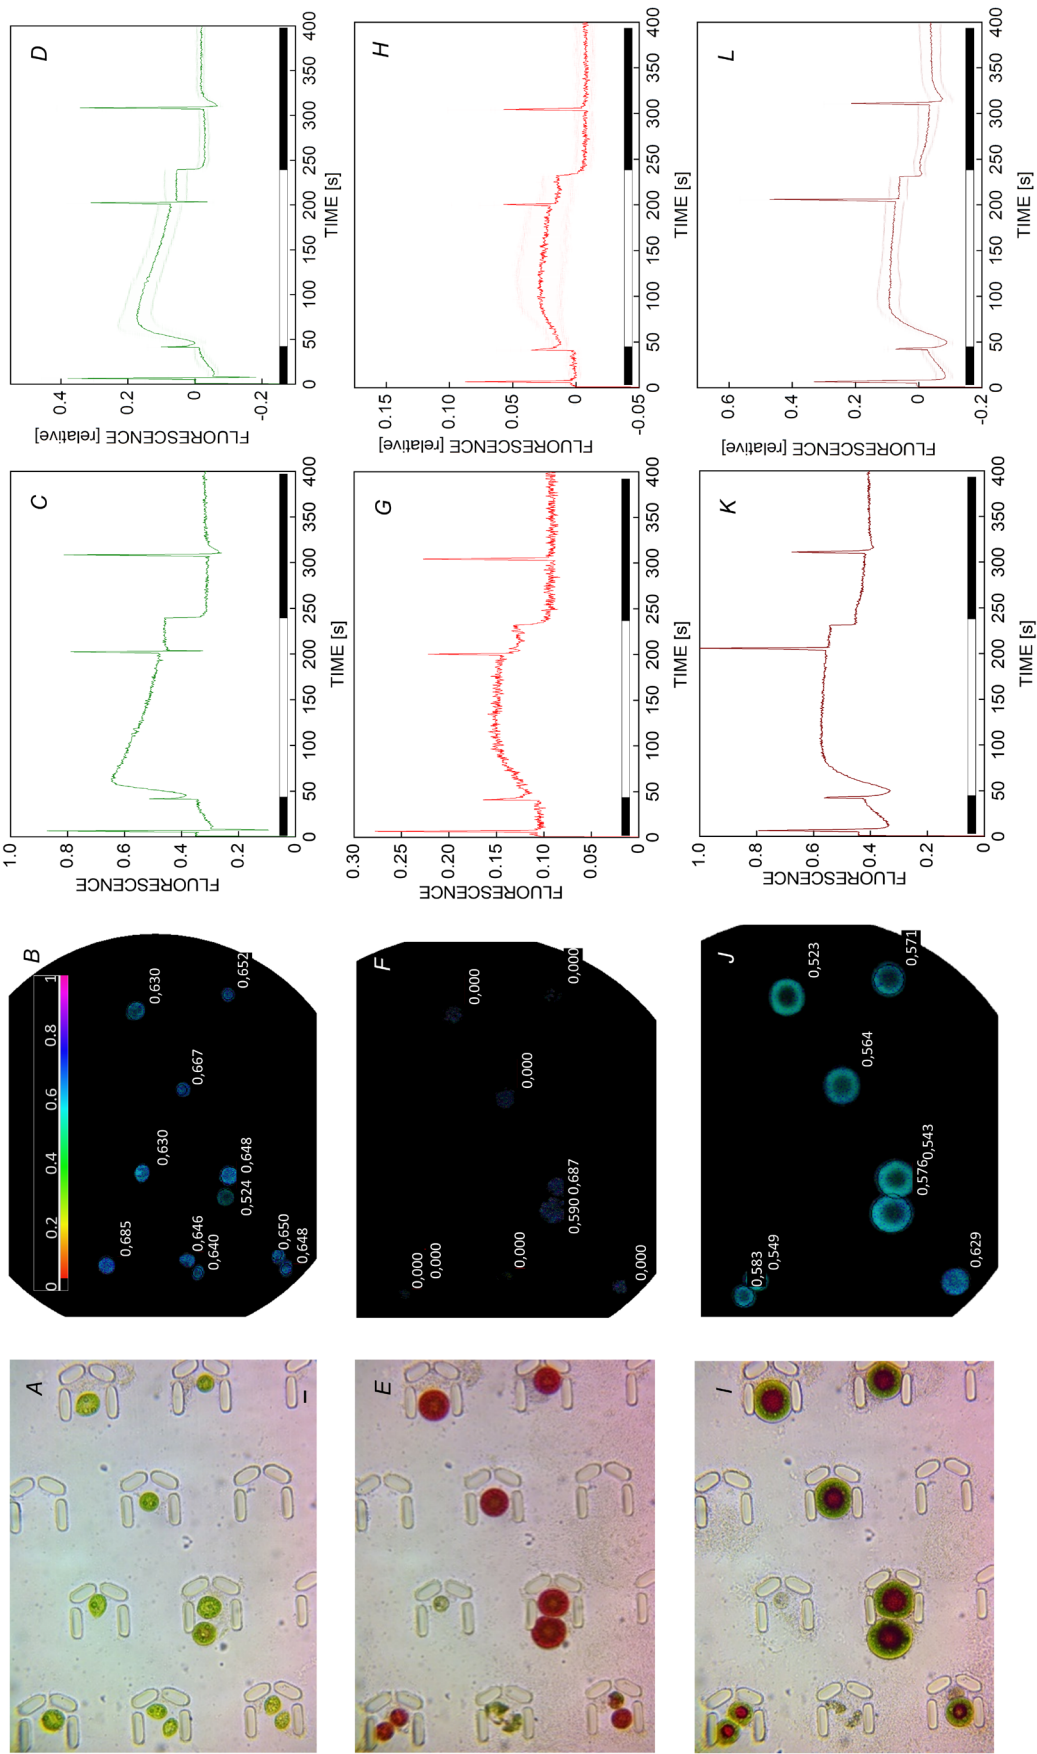 A
B
0 0.2 0.4 0.6 0.8 1
0,685
0,630
0,630
0,667
0,646
0,640
0,524
0,648
0,652
0,650
0,648
C
FLUORESCENCE
1.0
0.8
0.6
0.4
0.2
0
0 50 100 150 200 250 300 350 400
TIME [s]
D
FLUORESCENCE [relative]
0.4
0.2
0
-0.2
0 50 100 150 200 250 300 350 400
TIME [s]
E
F
0,000
0,000
0,000
0,000
0,000
0,000
0,590
0,687
0,000
G
FLUORESCENCE
0.30
0.25
0.20
0.15
0.10
0.05
0
0 50 100 150 200 250 300 350 400
TIME [s]
H
FLUORESCENCE [relative]
0.15
0.10
0.05
0
-0.05
0 50 100 150 200 250 300 350 400
TIME [s]
I
J
0,583
0,549
0,523
0,564
0,571
0,576
0,543
0,629
K
FLUORESCENCE
1.0
0.8
0.6
0.4
0.2
0
0 50 100 150 200 250 300 350 400
TIME [s]
L
FLUORESCENCE [relative]
0.6
0.4
0.2
0
-0.2
0 50 100 150 200 250 300 350 400
TIME [s]